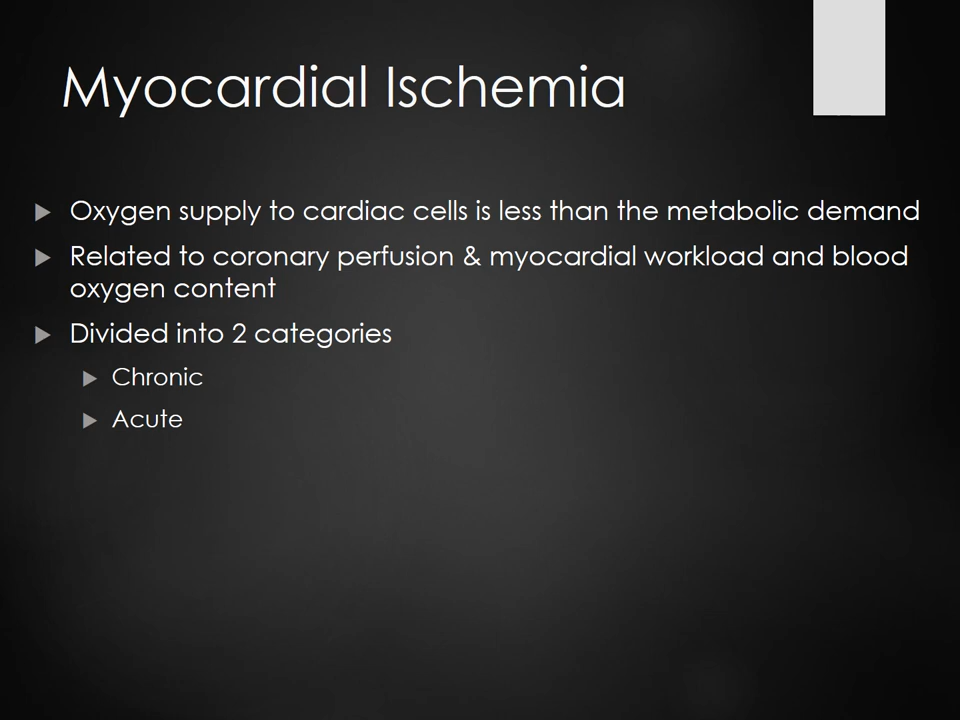 Myocardial Ischemia
Oxygen supply to cardiac cells is less than the metabolic demand
Related to coronary perfusion & myocardial workload and blood
oxygen content
Divided into 2 categories
Chronic
Acute